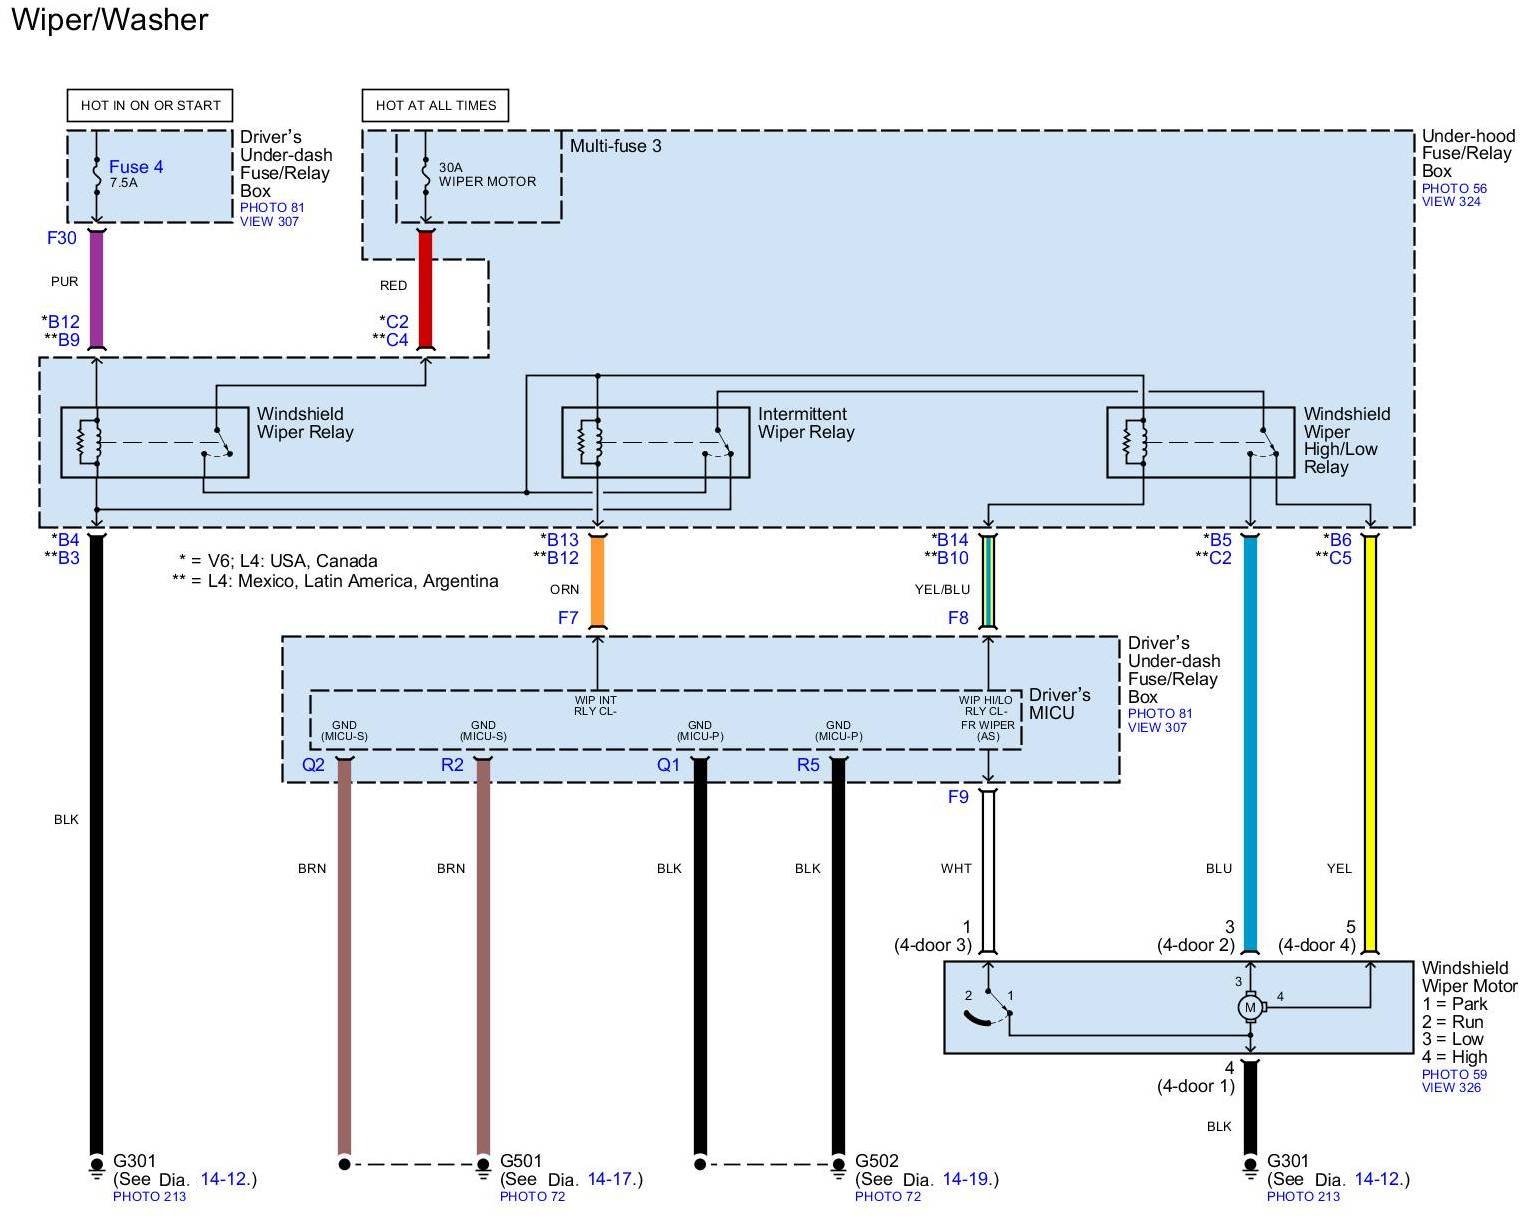 Wiper/Washer
HOT IN ON OR START
HOT AT ALL TIMES
Fuse 4
7.5A
Driver's
Under-dash
Fuse/Relay
Box
PHOTO 81
VIEW 307
30A
WIPER MOTOR
Multi-fuse 3
Under-hood
Fuse/Relay
Box
PHOTO 56
VIEW 324
F30
PUR
RED
*B12
**B9
*C2
**C4
Windshield
Wiper Relay
Intermittent
Wiper Relay
Windshield
Wiper
High/Low
Relay
*B4
**B3
* = V6; L4: USA, Canada
** = L4: Mexico, Latin America, Argentina
*B13
**B12
*B14
**B10
*B5
**C2
*B6
**C5
ORN
YEL/BLU
F7
F8
Driver's
Under-dash
Fuse/Relay
Box
PHOTO 81
VIEW 307
WIP INT
RLY CL-
WIP HI/LO
RLY CL-
FR WIPER
(AS)
Driver's
MICU
GND
(MICU-S)
GND
(MICU-S)
GND
(MICU-P)
GND
(MICU-P)
Q2
R2
Q1
R5
F9
BLK
BRN
BRN
BLK
BLK
WHT
BLU
YEL
1
(4-door 3)
3
(4-door 2)
5
(4-door 4)
2
1
3
M
4
Windshield
Wiper Motor
1 = Park
2 = Run
3 = Low
4 = High
PHOTO 59
VIEW 326
4
(4-door 1)
BLK
G301
(See Dia. 14-12.)
PHOTO 213
G501
(See Dia. 14-17.)
PHOTO 72
G502
(See Dia. 14-19.)
PHOTO 72
G301
(See Dia. 14-12.)
PHOTO 213